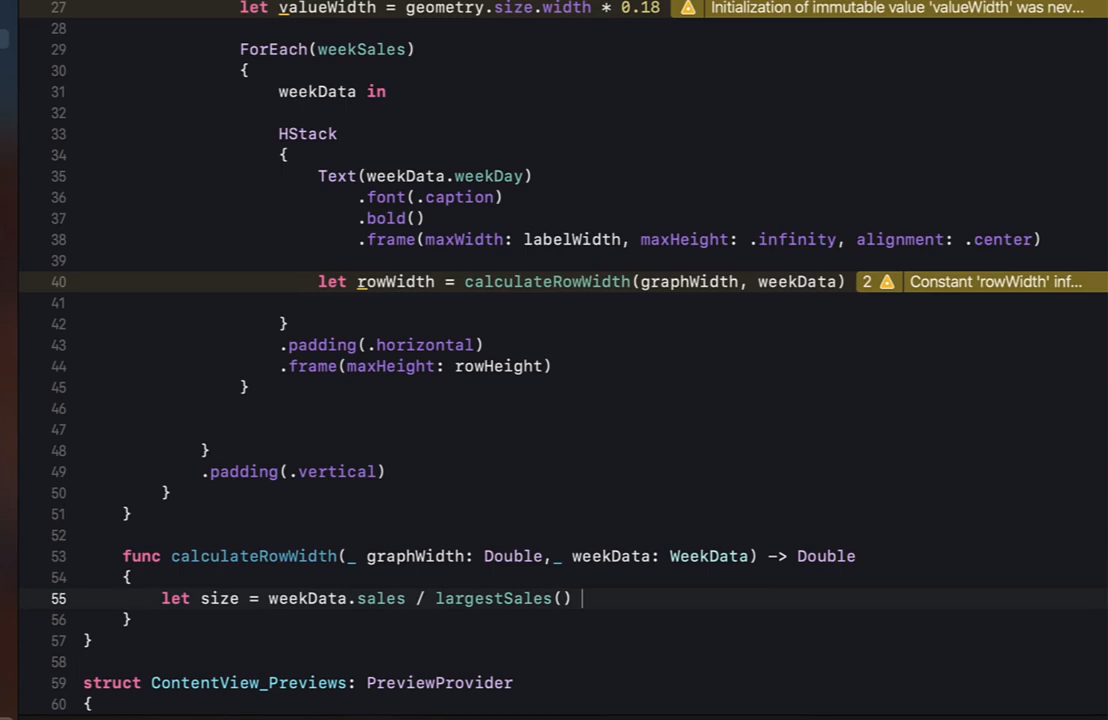 27 let valueWidth = geometry.size.width * 0.18 Initialization of immutable value 'valueWidth' was nev...
28
29 ForEach(weekSales)
30 {
31 weekData in
32
33 HStack
34 {
35 Text(weekData.weekDay)
36 .font(.caption)
37 .bold()
38 .frame(maxWidth: labelWidth, maxHeight: .infinity, alignment: .center)
39
40 let rowWidth = calculateRowWidth(graphWidth, weekData) 2 Constant 'rowWidth' inf...
41
42 }
43 .padding(.horizontal)
44 .frame(maxHeight: rowHeight)
45 }
46
47
48 }
49 .padding(.vertical)
50 }
51 }
52
53 func calculateRowWidth(_ graphWidth: Double,_ weekData: WeekData) -> Double
54 {
55 let size = weekData.sales / largestSales()
56 }
57 }
58
59 struct ContentView_Previews: PreviewProvider
60 {